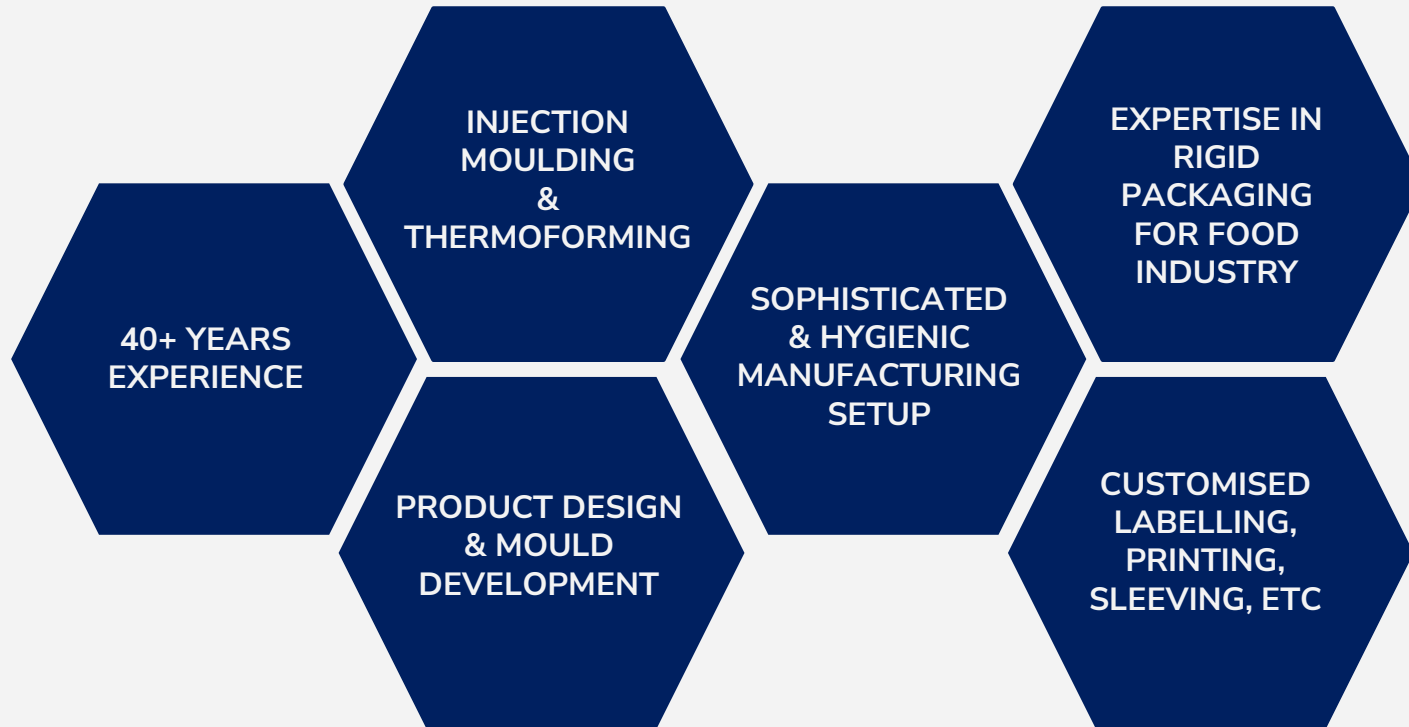 40+ YEARS
EXPERIENCE
INJECTION
MOULDING
&
THERMOFORMING
PRODUCT DESIGN
& MOULD
DEVELOPMENT
SOPHISTICATED
& HYGIENIC
MANUFACTURING
SETUP
EXPERTISE IN
RIGID
PACKAGING
FOR FOOD
INDUSTRY
CUSTOMISED
LABELLING,
PRINTING,
SLEEVING, ETC